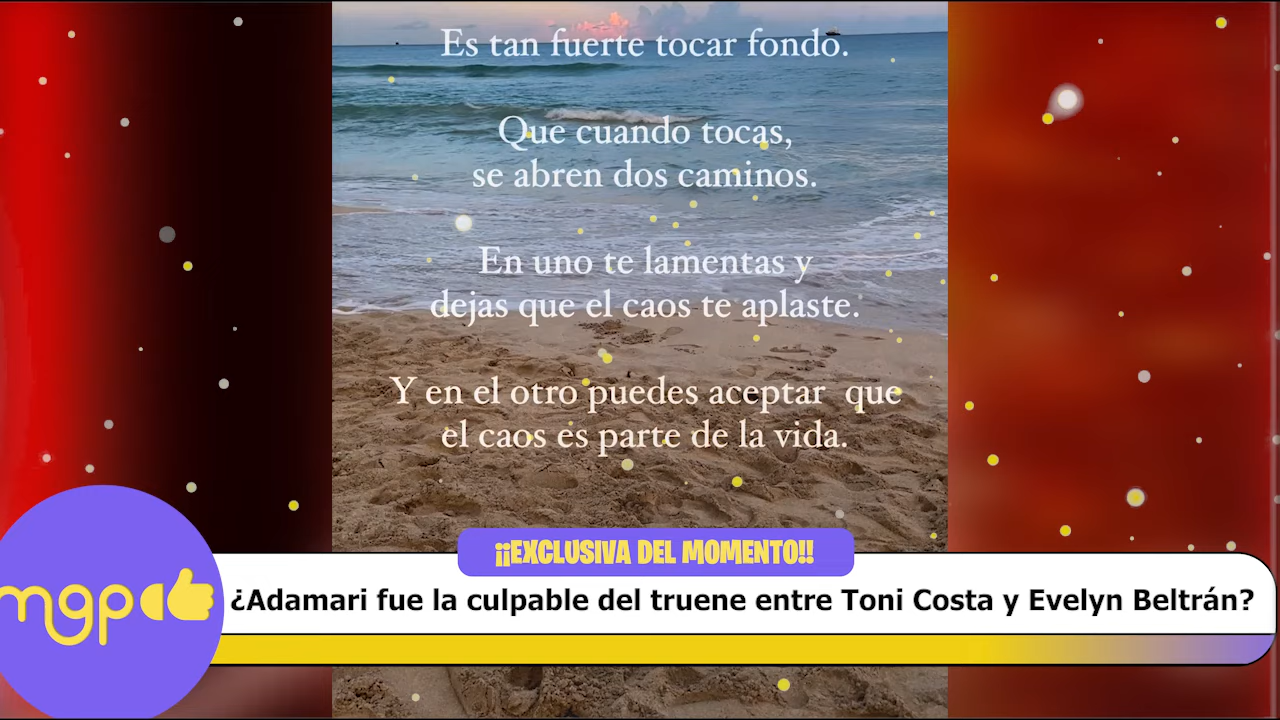 Es tan fuerte tocar fondo.
Que cuando tocas,
se abren dos caminos.
En uno te lamentas y
dejas que el caos te aplaste.
Y en el otro puedes aceptar que
el caos es parte de la vida.
¡¡EXCLUSIVA DEL MOMENTO!!
mgp
¿Adamari fue la culpable del truene entre Toni Costa y Evelyn Beltrán?